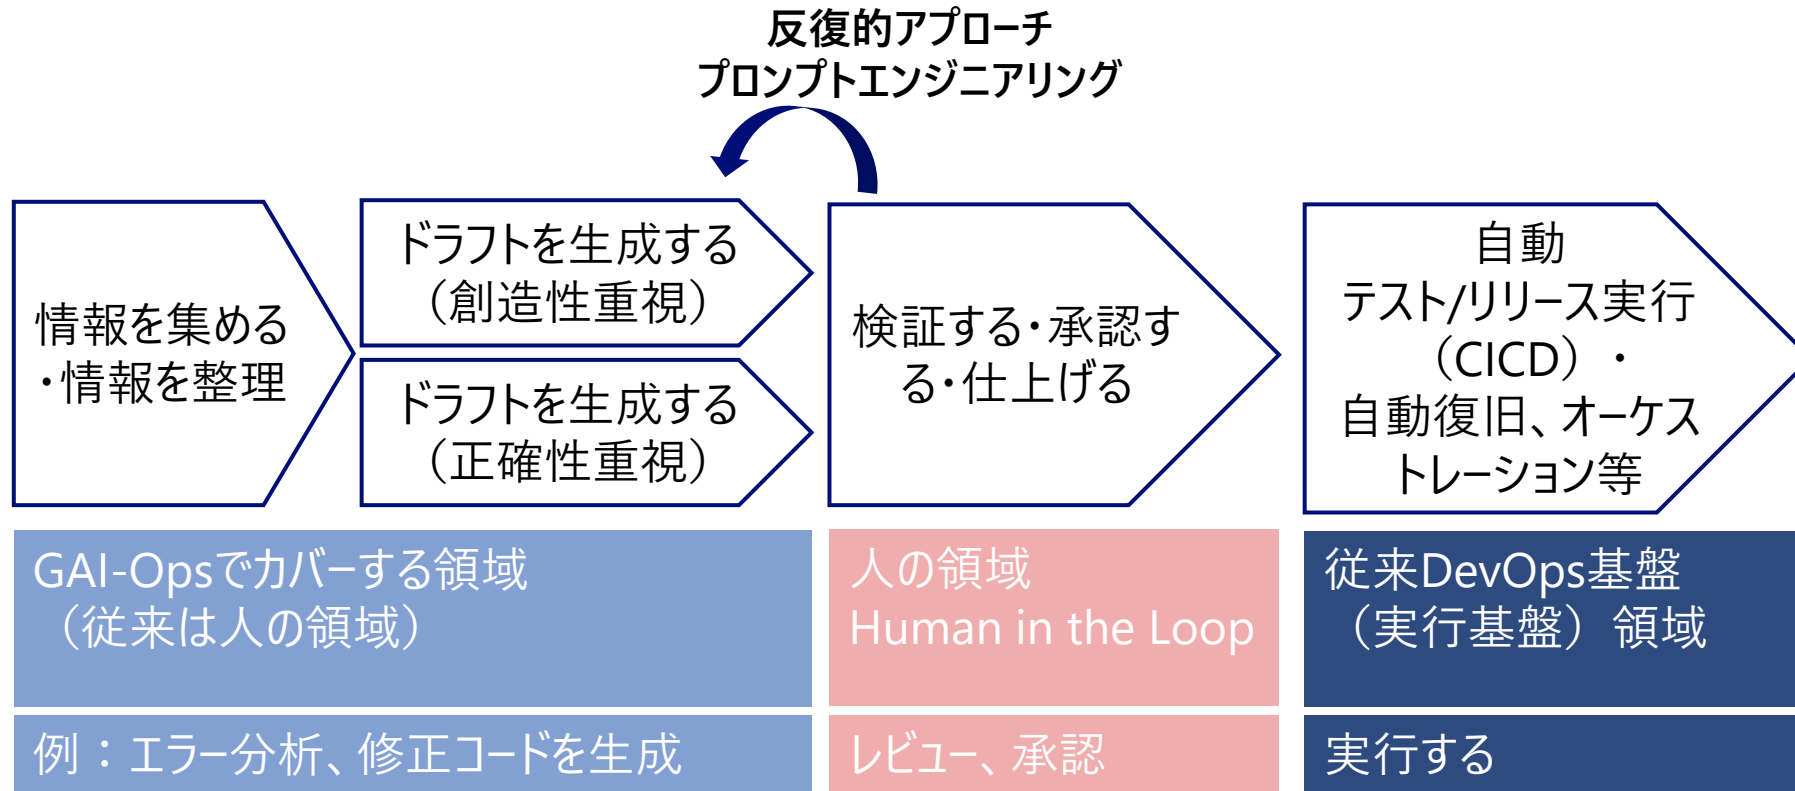 反復的アプローチ
プロンプトエンジニアリング
情報を集める
・情報を整理
ドラフトを生成する
（創造性重視）
ドラフトを生成する
（正確性重視）
検証する・承認す
る・仕上げる
自動
テスト/リリース実行
（CICD）・
自動復旧、オーケス
トレーション等
GAI-Opsでカバーする領域
（従来は人の領域）
人の領域
Human in the Loop
従来DevOps基盤
（実行基盤）領域
例：エラー分析、修正コードを生成
レビュー、承認
実行する